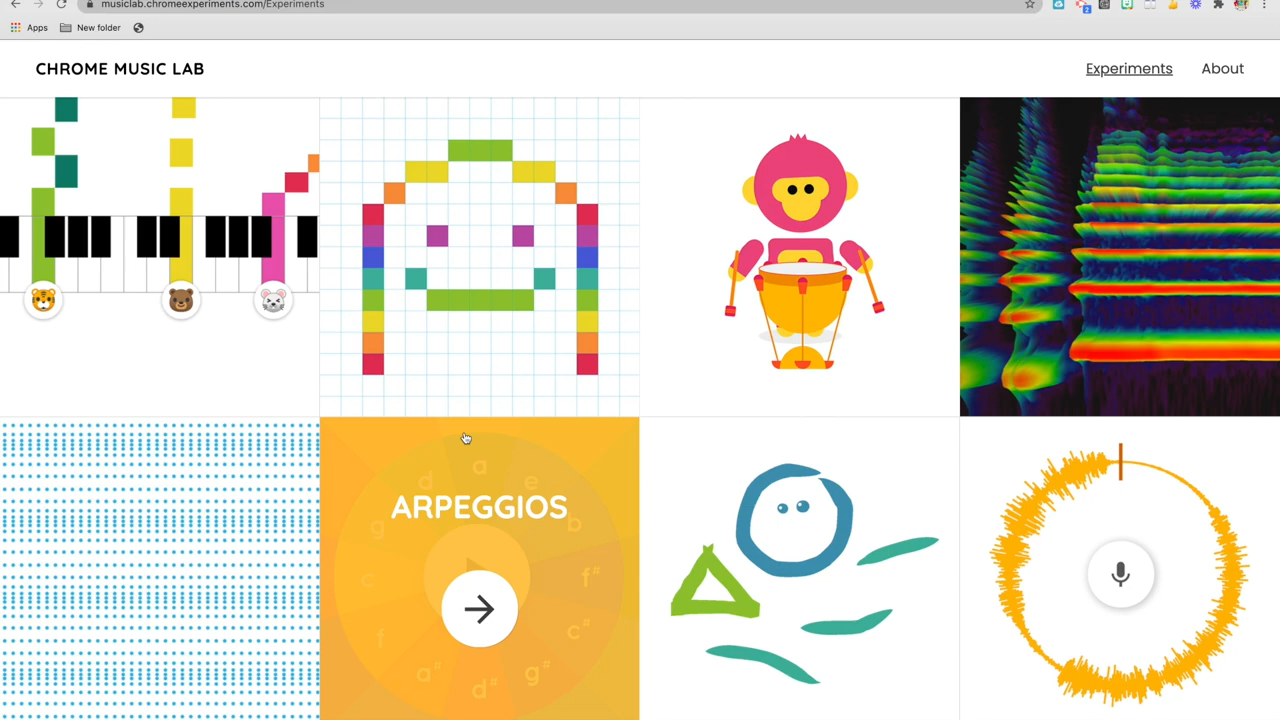 musiclab.chromeexperiments.com/Experiments
Apps
New folder
CHROME MUSIC LAB
Experiments
About
ARPEGGIOS
a
e
b
f#
c#
g#
d#
a#
f
c
g
d